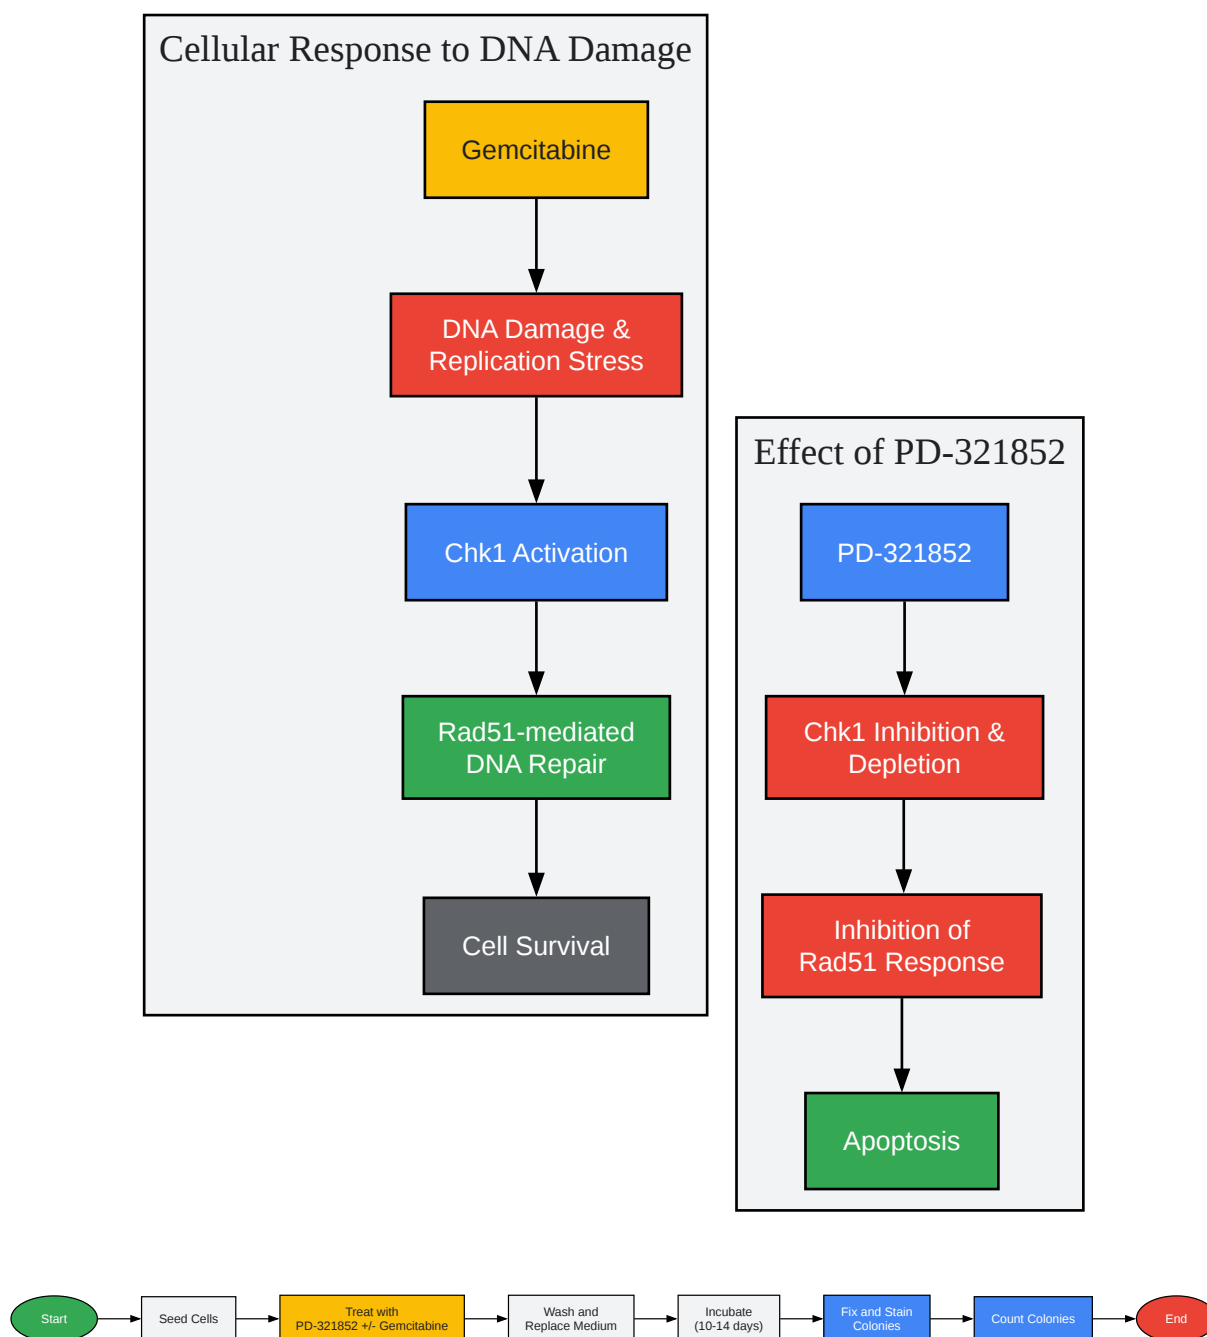 Cellular Response to DNA Damage
Gemcitabine
DNA Damage &
Replication Stress
Chk1 Activation
Rad51-mediated
DNA Repair
Cell Survival
Effect of PD-321852
PD-321852
Chk1 Inhibition &
Depletion
Inhibition of
Rad51 Response
Apoptosis
Start
Seed Cells
Treat with
PD-321852 +/- Gemcitabine
Wash and
Replace Medium
Incubate
(10-14 days)
Fix and Stain
Colonies
Count Colonies
End